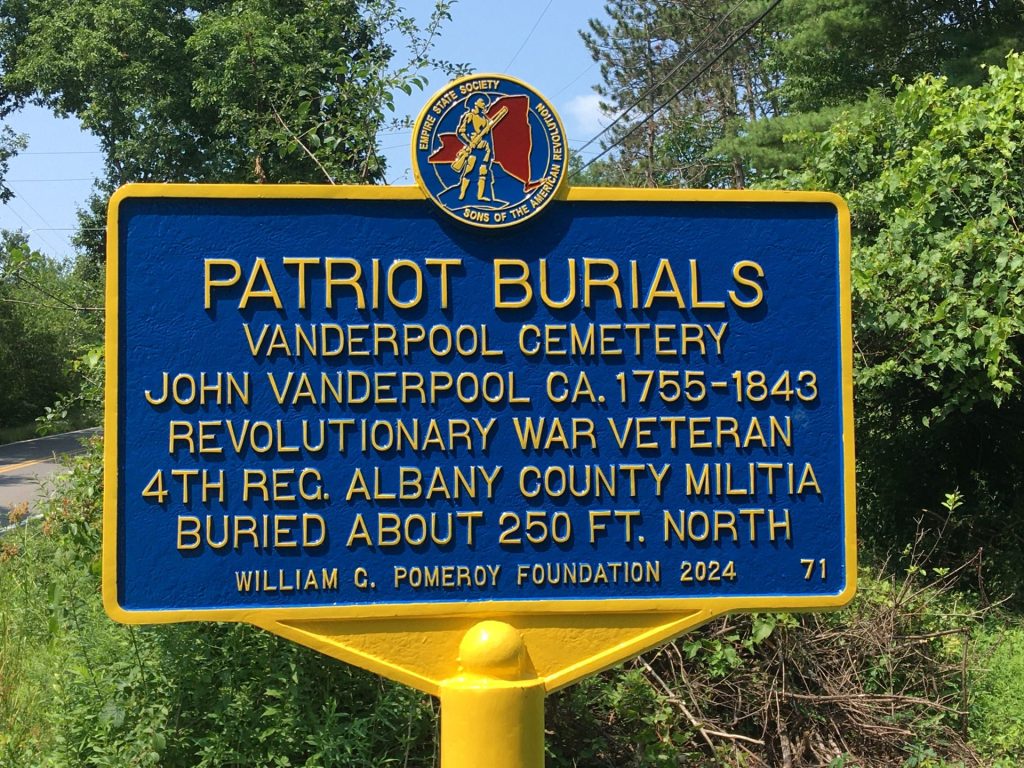 EMPIRE STATE SOCIETY
SONS OF THE AMERICAN REVOLUTION
PATRIOT BURIALS
VANDERPOOL CEMETERY
JOHN VANDERPOOL CA. 1755-1843
REVOLUTIONARY WAR VETERAN
4TH REG. ALBANY COUNTY MILITIA
BURIED ABOUT 250 FT. NORTH
WILLIAM G. POMEROY FOUNDATION 2024 71